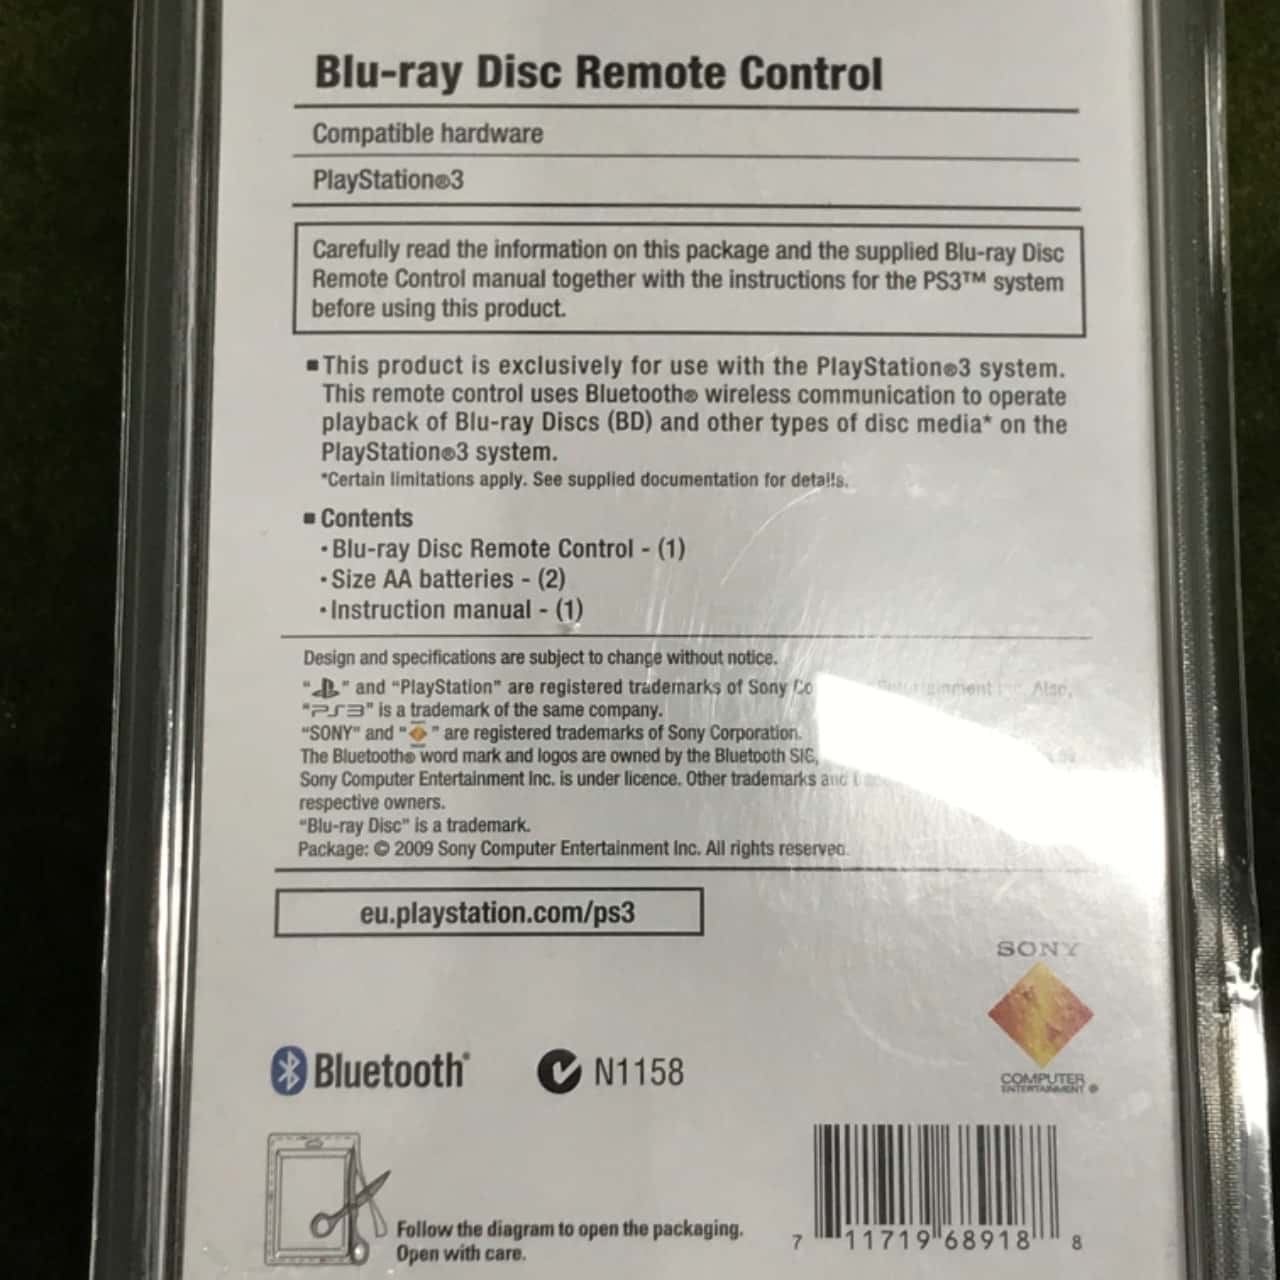 Blu-ray Disc Remote Control
Compatible hardware
PlayStation®3
Carefully read the information on this package and the supplied Blu-ray Disc
Remote Control manual together with the instructions for the PS3™ system
before using this product.
■ This product is exclusively for use with the PlayStation®3 system.
This remote control uses Bluetooth® wireless communication to operate
playback of Blu-ray Discs (BD) and other types of disc media* on the
PlayStation®3 system.
*Certain limitations apply. See supplied documentation for details.
■ Contents
• Blu-ray Disc Remote Control - (1)
• Size AA batteries - (2)
• Instruction manual - (1)
Design and specifications are subject to change without notice.
" " and "PlayStation" are registered trademarks of Sony Entertainment Inc. Also,
"PS3" is a trademark of the same company.
"SONY" and " " are registered trademarks of Sony Corporation.
The Bluetooth® word mark and logos are owned by the Bluetooth SIG,
Sony Computer Entertainment Inc. is under licence. Other trademarks and
respective owners.
"Blu-ray Disc" is a trademark.
Package: © 2009 Sony Computer Entertainment Inc. All rights reserved.
eu.playstation.com/ps3
SONY
COMPUTER
ENTERTAINMENT ®
Bluetooth® N1158
Follow the diagram to open the packaging.
Open with care.
7 11719 68918 8